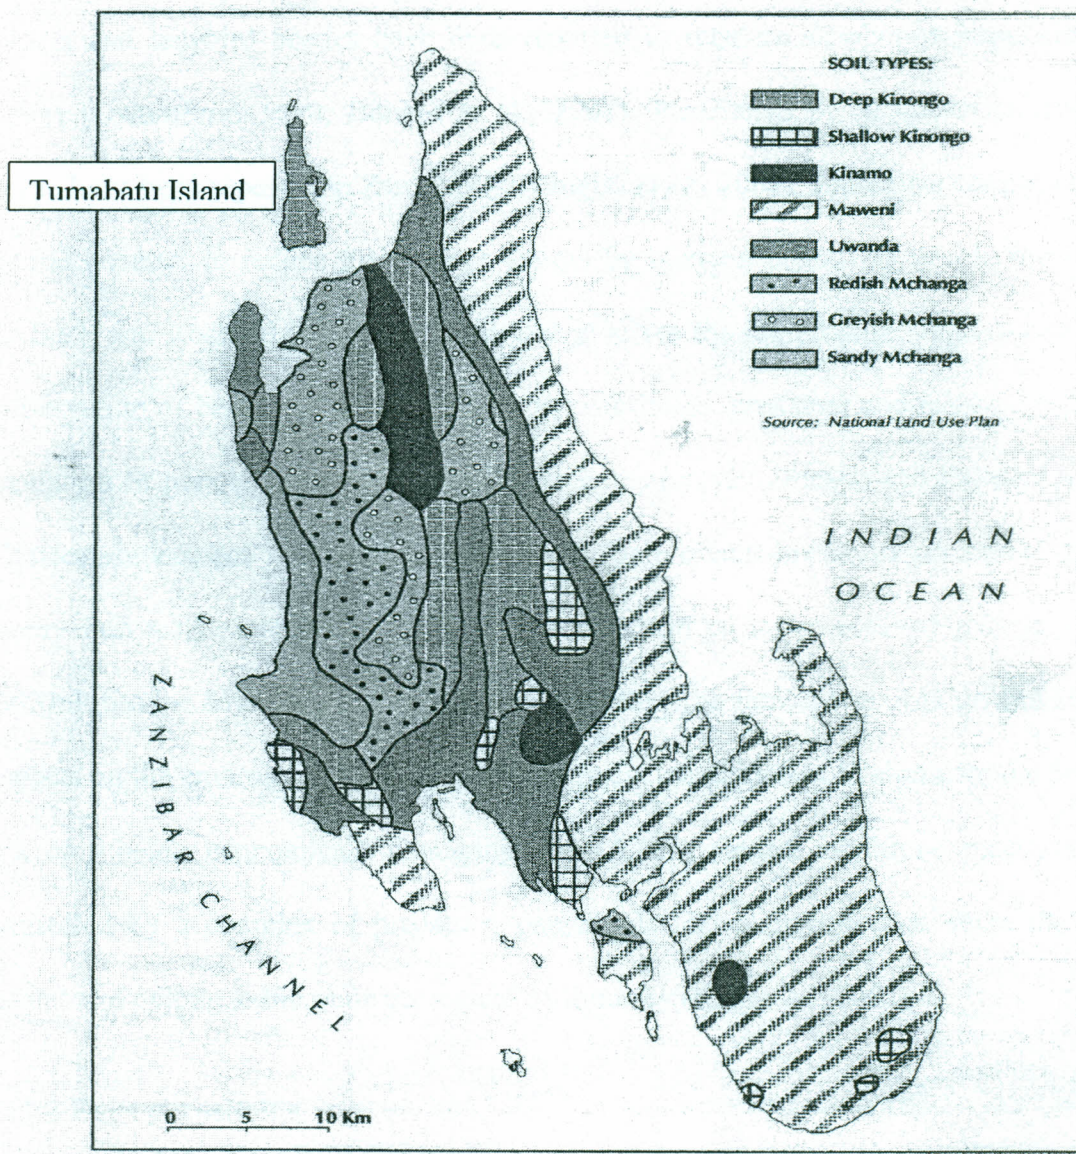 SOIL TYPES:
Deep Kinongo
Shallow Kinongo
Kinamo
Maweni
Uwanda
Redish Mchanga
Greyish Mchanga
Sandy Mchanga
Source: National Land Use Plan
Tumabatu Island
INDIAN
OCEAN
ZANZIBAR CHANNEL
0 5 10 Km